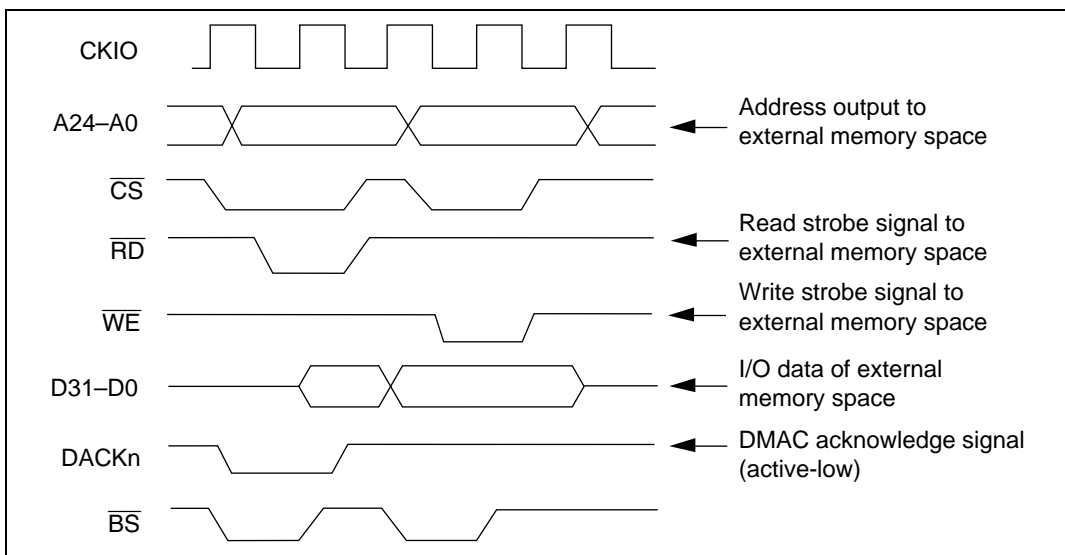 CKIO
A24–A0
Address output to
external memory space
CS
RD
Read strobe signal to
external memory space
WE
Write strobe signal to
external memory space
D31–D0
I/O data of external
memory space
DACKn
DMAC acknowledge signal
(active-low)
BS